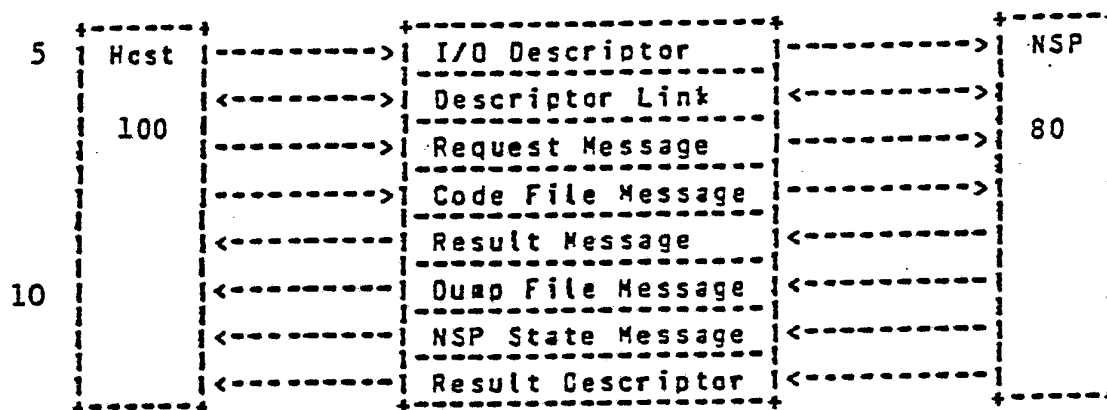 5 Host I/O Descriptor NSP
Descriptor Link
100 Request Message 80
Code File Message
Result Message
10 Dump File Message
NSP State Message
Result Descriptor